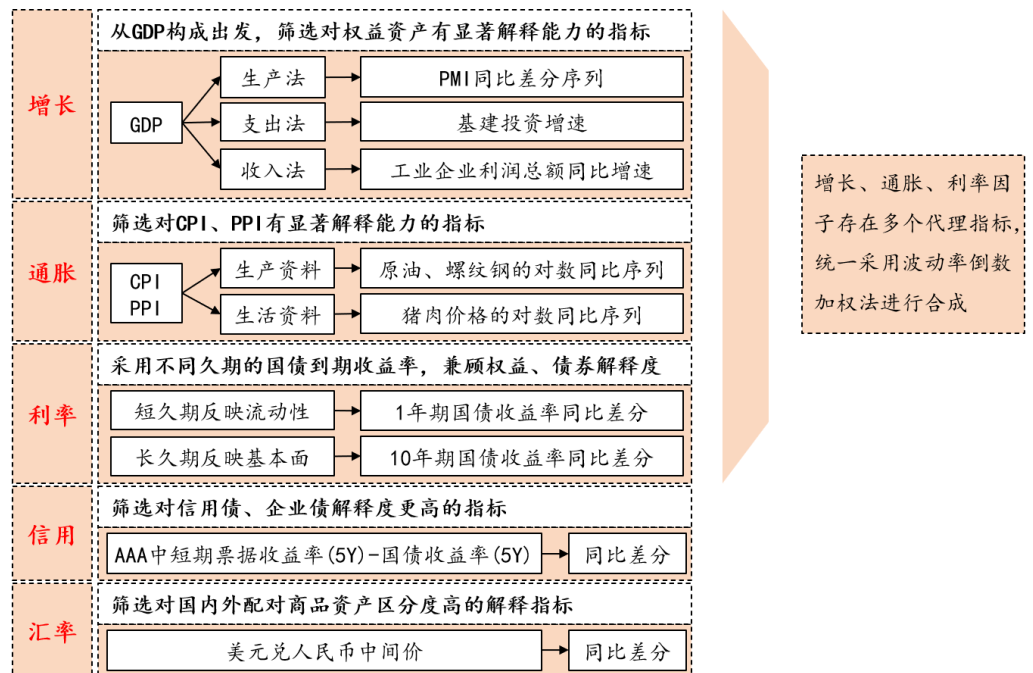 增长
从GDP构成出发，筛选对权益资产有显著解释能力的指标
GDP
生产法
PMI同比差分序列
支出法
基建投资增速
收入法
工业企业利润总额同比增速
通胀
筛选对CPI、PPI有显著解释能力的指标
CPI
PPI
生产资料
原油、螺纹钢的对数同比序列
生活资料
猪肉价格的对数同比序列
利率
采用不同久期的国债到期收益率，兼顾权益、债券解释度
短久期反映流动性
1年期国债收益率同比差分
长久期反映基本面
10年期国债收益率同比差分
信用
筛选对信用债、企业债解释度更高的指标
AAA中短期票据收益率(5Y)-国债收益率(5Y)
同比差分
汇率
筛选对国内外配对商品资产区分度高的解释指标
美元兑人民币中间价
同比差分
增长、通胀、利率因
子存在多个代理指标,
统一采用波动率倒数
加权法进行合成